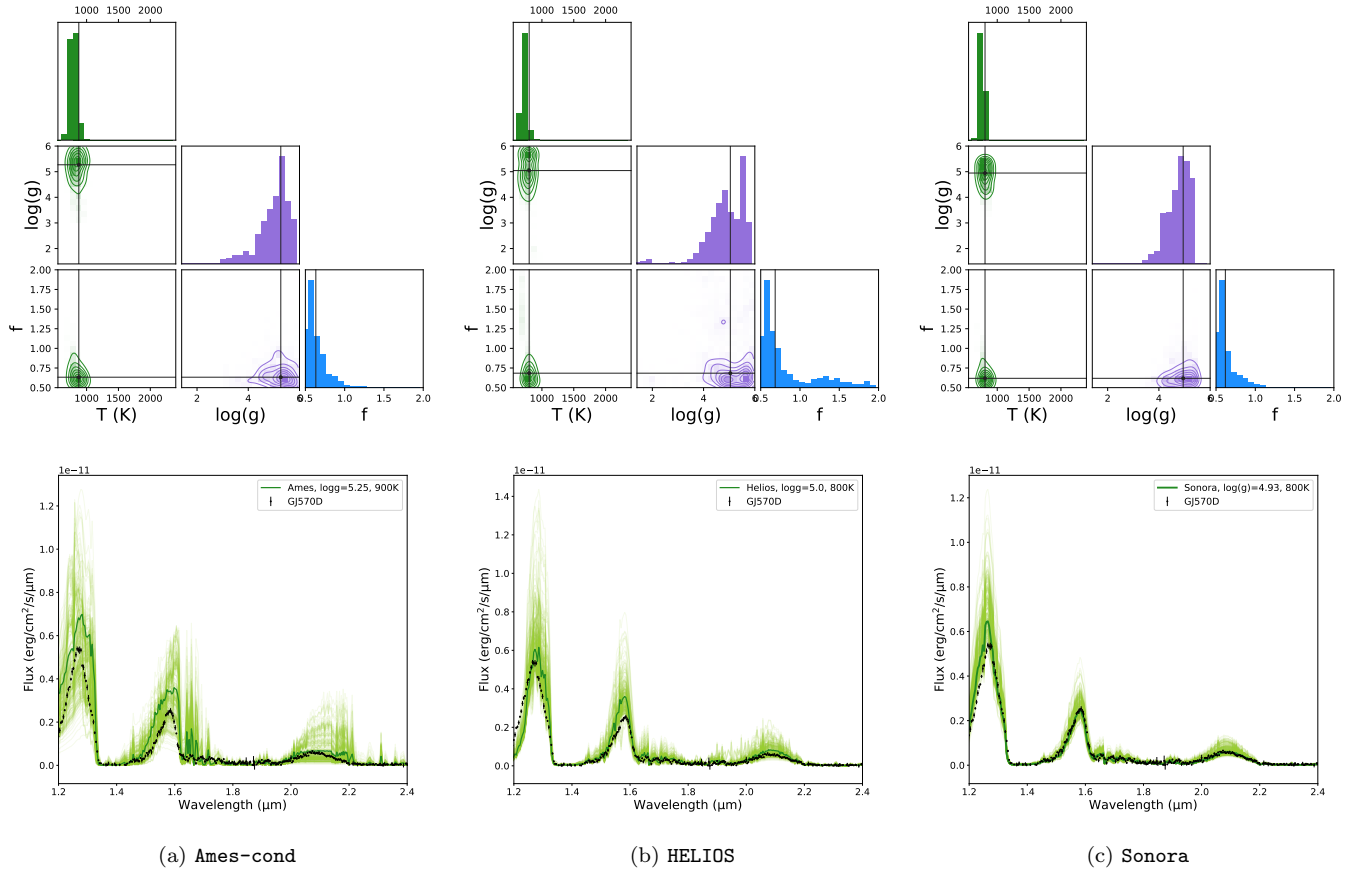 1000 1500 2000
1000 1500 2000
1000 1500 2000
6
5
4
3
2
log(g)
6
5
4
3
2
log(g)
6
5
4
3
2
log(g)
2.00
1.75
1.50
1.25
1.00
0.75
0.50
f
1000 1500 2000
T (K)
2 4 6
log(g)
0.5 1.0 1.5 2.0
f
2.00
1.75
1.50
1.25
1.00
0.75
0.50
f
1000 1500 2000
T (K)
2 4 6
log(g)
0.5 1.0 1.5 2.0
f
2.00
1.75
1.50
1.25
1.00
0.75
0.50
f
1000 1500 2000
T (K)
2 4 6
log(g)
0.5 1.0 1.5 2.0
f
1e−11
Ames, logg=5.25, 900K
GJ570D
1.2
1.0
0.8
0.6
0.4
0.2
0.0
Flux (erg/cm²/s/μm)
1.2 1.4 1.6 1.8 2.0 2.2 2.4
Wavelength (μm)
(a) Ames-cond
1e−11
Helios, logg=5.0, 800K
GJ570D
1.4
1.2
1.0
0.8
0.6
0.4
0.2
0.0
Flux (erg/cm²/s/μm)
1.2 1.4 1.6 1.8 2.0 2.2 2.4
Wavelength (μm)
(b) HELIOS
1e−11
Sonora, log(g)=4.93, 800K
GJ570D
1.2
1.0
0.8
0.6
0.4
0.2
0.0
Flux (erg/cm²/s/μm)
1.2 1.4 1.6 1.8 2.0 2.2 2.4
Wavelength (μm)
(c) Sonora